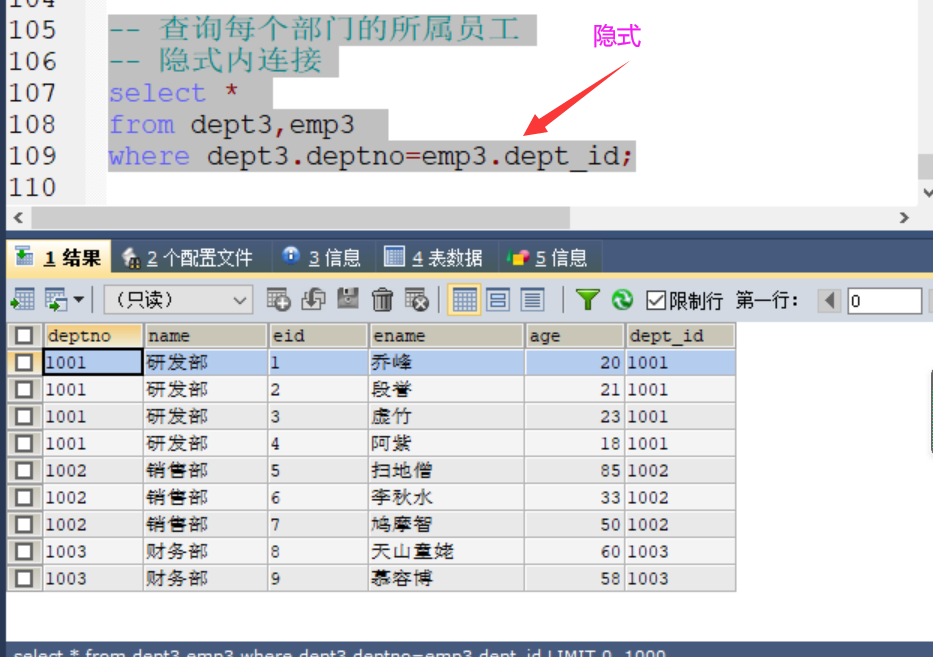 104
105 -- 查询每个部门的所属员工
隐式
106 -- 隐式内连接
107 select *
108 from dept3,emp3
109 where dept3.deptno=emp3.dept_id;
110
1 结果 2 个配置文件 3 信息 4 表数据 5 信息
（只读） 限制行 第一行: 0
deptno name eid ename age dept_id
1001 研发部 1 乔峰 20 1001
1001 研发部 2 段誉 21 1001
1001 研发部 3 虚竹 23 1001
1001 研发部 4 阿紫 18 1001
1002 销售部 5 扫地僧 85 1002
1002 销售部 6 李秋水 33 1002
1002 销售部 7 鸠摩智 50 1002
1003 财务部 8 天山童姥 60 1003
1003 财务部 9 慕容博 58 1003
select * from dept3,emp3 where dept3.deptno=emp3.dept_id LIMIT 0, 1000